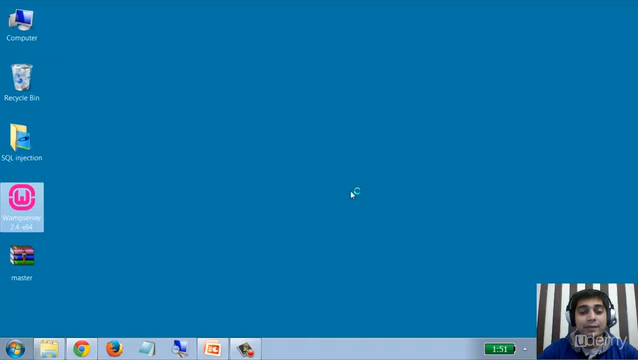 Computer
Recycle Bin
SQL injection
Wampserver
2.4-x64
master
1:51
udemy